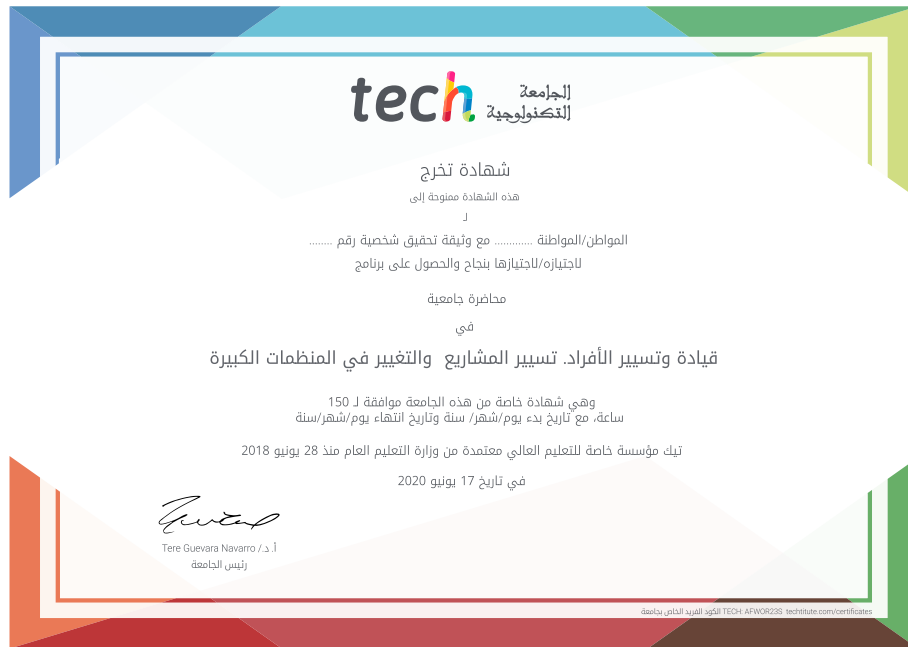 tech الجامعة
التكنولوجية
شهادة تخرج
هذه الشهادة ممنوحة إلى
لـ
المواطن/المواطنة ............. مع وثيقة تحقيق شخصية رقم ........
لاجتيازه/لاجتيازها بنجاح والحصول على برنامج
محاضرة جامعية
في
قيادة وتسيير الأفراد. تسيير المشاريع والتغيير في المنظمات الكبيرة
وهي شهادة خاصة من هذه الجامعة موافقة لـ 150
ساعة، مع تاريخ بدء يوم/شهر/ سنة وتاريخ انتهاء يوم/شهر/سنة
تيك مؤسسة خاصة للتعليم العالي معتمدة من وزارة التعليم العام منذ 28 يونيو 2018
في تاريخ 17 يونيو 2020
أ. د./ Tere Guevara Navarro
رئيس الجامعة
الكود الفريد الخاص بجامعة TECH: AFWOR23S techtitute.com/certificates